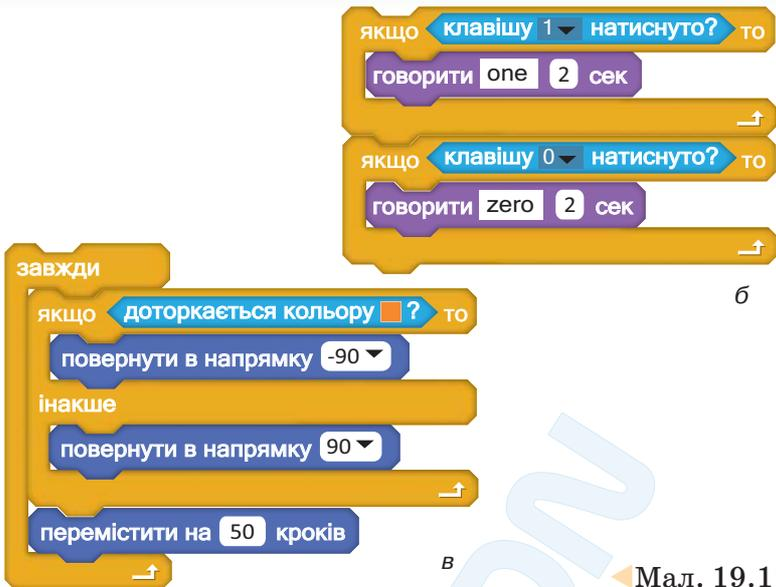 якщо клавішу 1 натиснуто? то
говорити one 2 сек
якщо клавішу 0 натиснуто? то
говорити zero 2 сек
б
завжди
якщо доторкається кольору ? то
повернути в напрямку -90
інакше
повернути в напрямку 90
перемістити на 50 кроків
в
Мал. 19.1